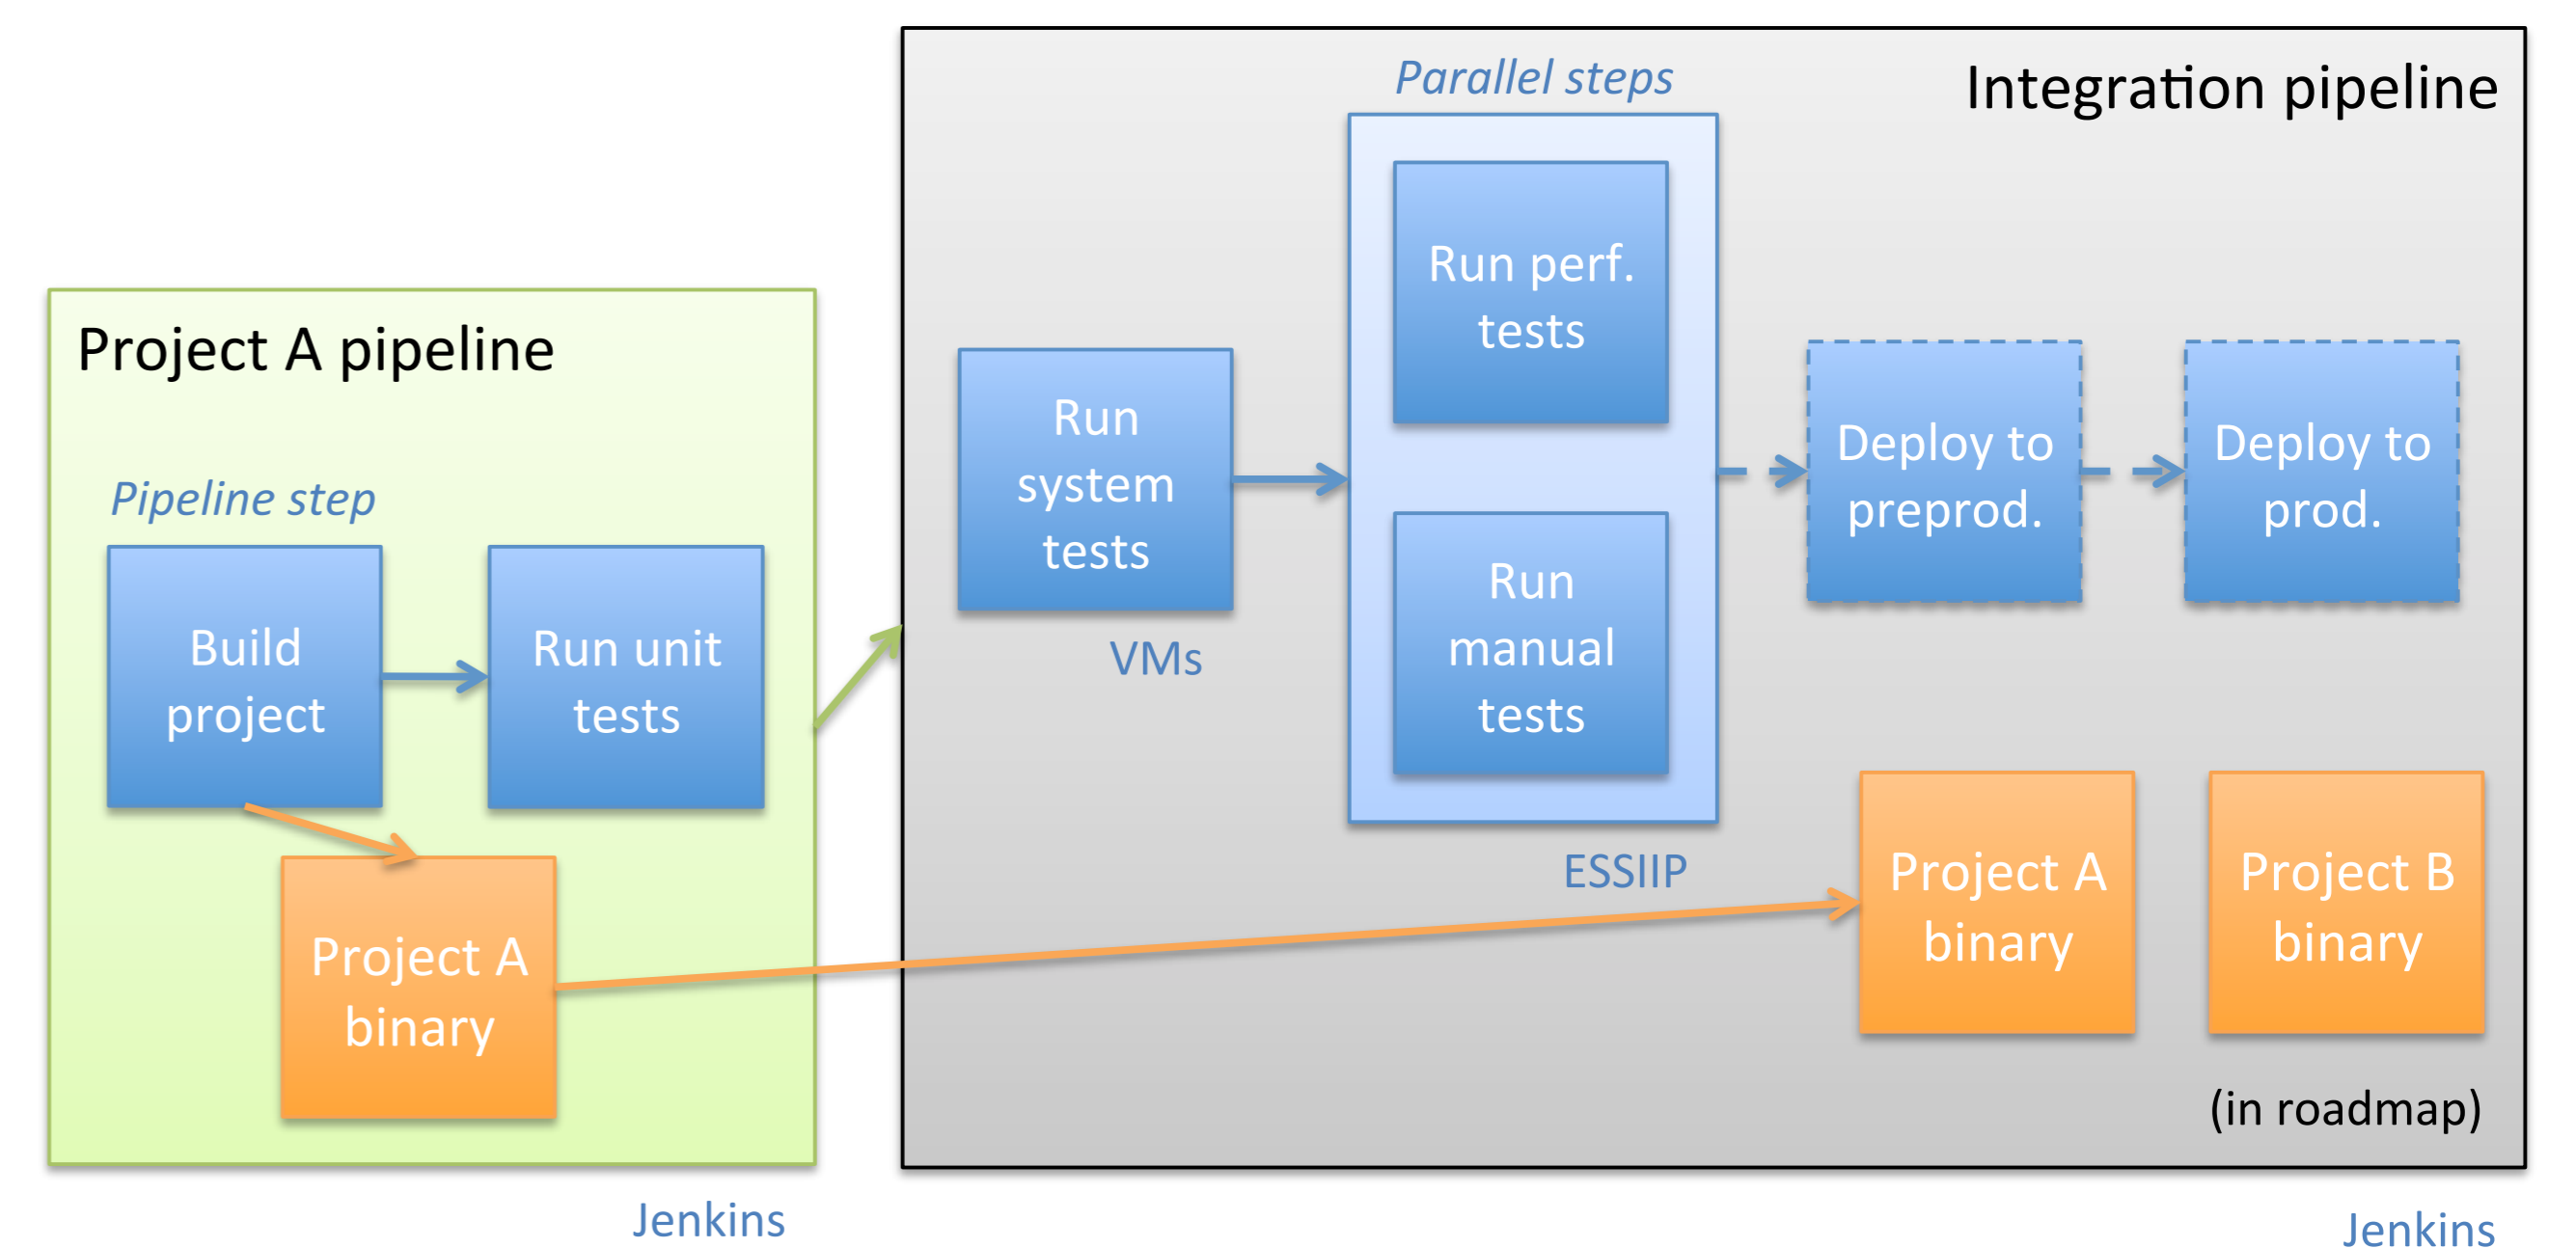 Project A pipeline
Pipeline step
Build
project
Run unit
tests
Project A
binary
Jenkins
Integration pipeline
Parallel steps
Run
system
tests
VMs
Run perf.
tests
Run
manual
tests
ESSIIP
Deploy to
preprod.
Deploy to
prod.
Project A
binary
Project B
binary
(in roadmap)
Jenkins